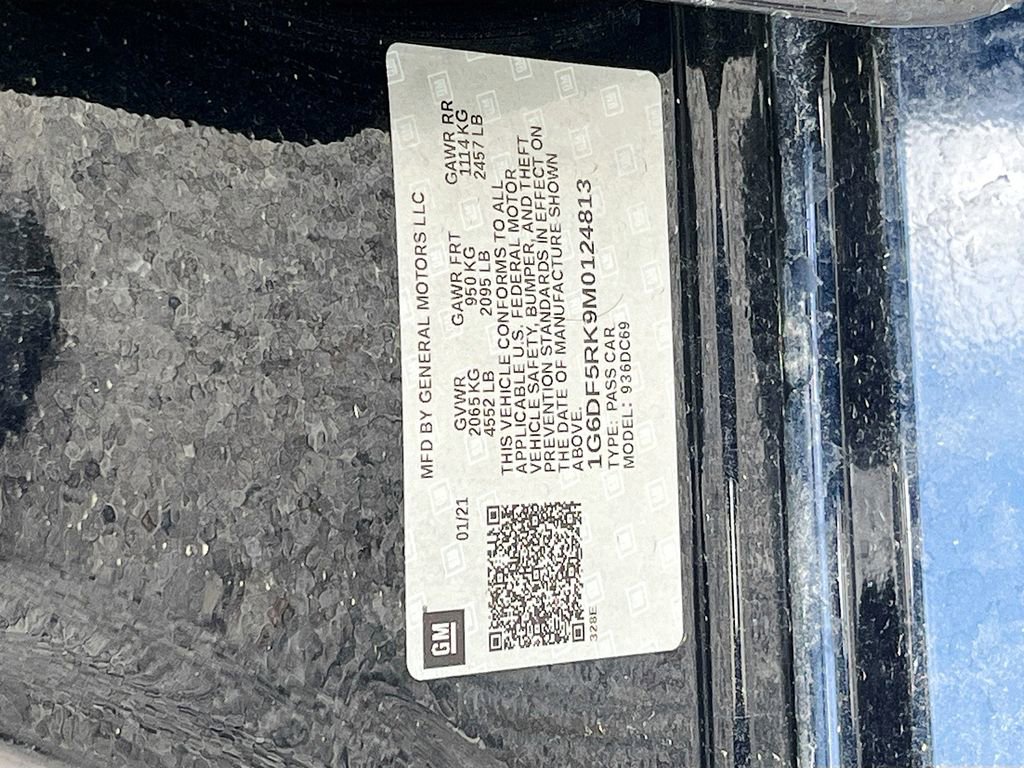 GM
MFD BY GENERAL MOTORS LLC
01/21
GVWR GAWR FRT GAWR RR
2065 KG 950 KG 1114 KG
4552 LB 2095 LB 2457 LB
THIS VEHICLE CONFORMS TO ALL
APPLICABLE U.S. FEDERAL MOTOR
VEHICLE SAFETY, BUMPER, AND THEFT
PREVENTION STANDARDS IN EFFECT ON
THE DATE OF MANUFACTURE SHOWN
ABOVE.
1G6DF5RK9M0124813
TYPE: PASS CAR
MODEL: 936DC69
328E